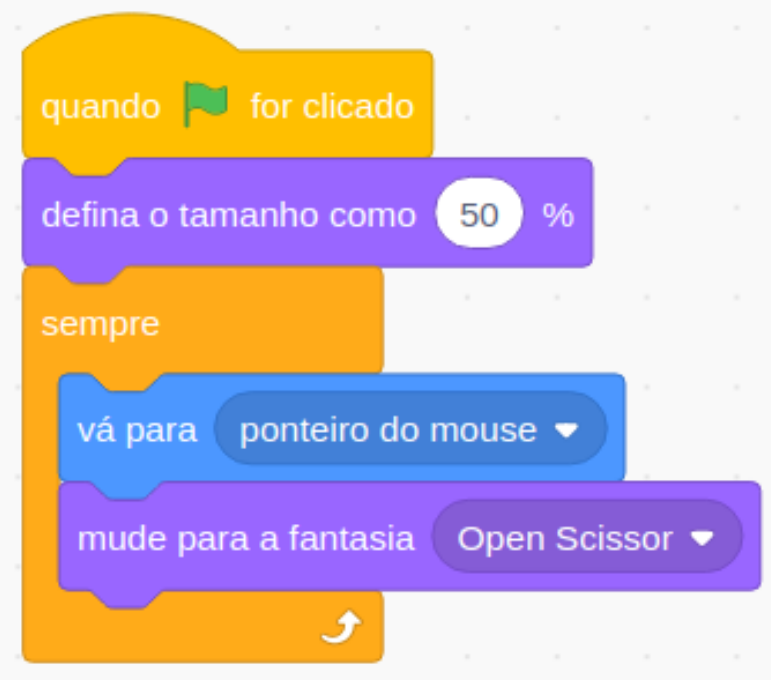 quando for clicado
defina o tamanho como 50 %
sempre
vá para ponteiro do mouse
mude para a fantasia Open Scissor